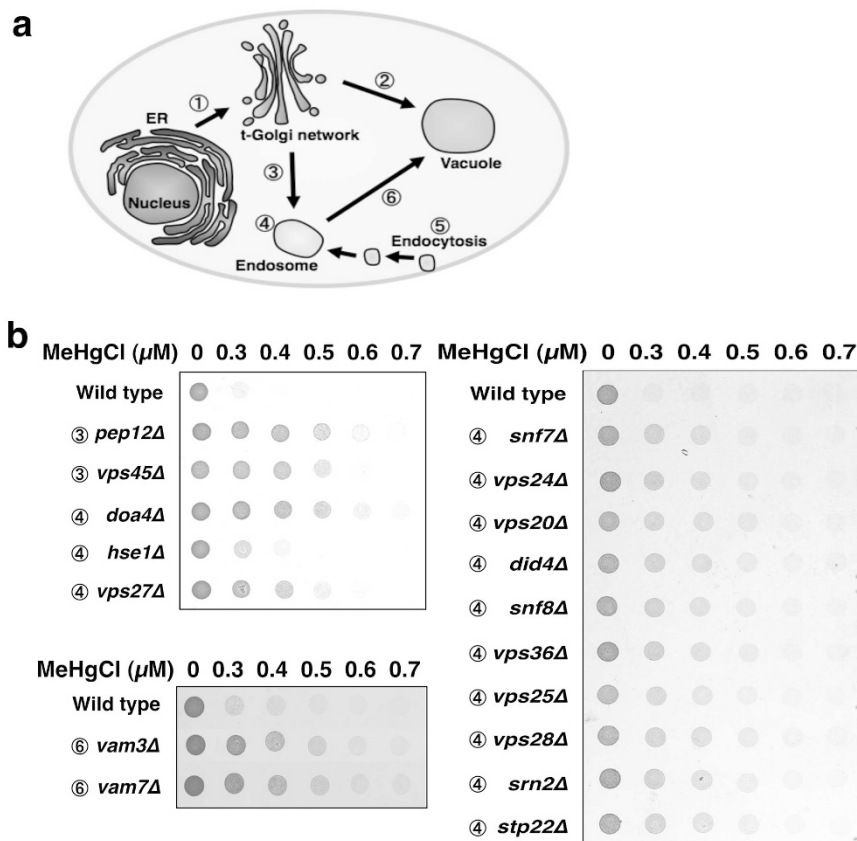 a
① ②
ER
t-Golgi network
Vacuole
③ ⑥
Nucleus
④ ⑤
Endocytosis
Endosome
b
MeHgCl (µM) 0 0.3 0.4 0.5 0.6 0.7
Wild type
③ pep12Δ
③ vps45Δ
④ doa4Δ
④ hse1Δ
④ vps27Δ
MeHgCl (µM) 0 0.3 0.4 0.5 0.6 0.7
Wild type
⑥ vam3Δ
⑥ vam7Δ
MeHgCl (µM) 0 0.3 0.4 0.5 0.6 0.7
Wild type
④ snf7Δ
④ vps24Δ
④ vps20Δ
④ did4Δ
④ snf8Δ
④ vps36Δ
④ vps25Δ
④ vps28Δ
④ srn2Δ
④ stp22Δ